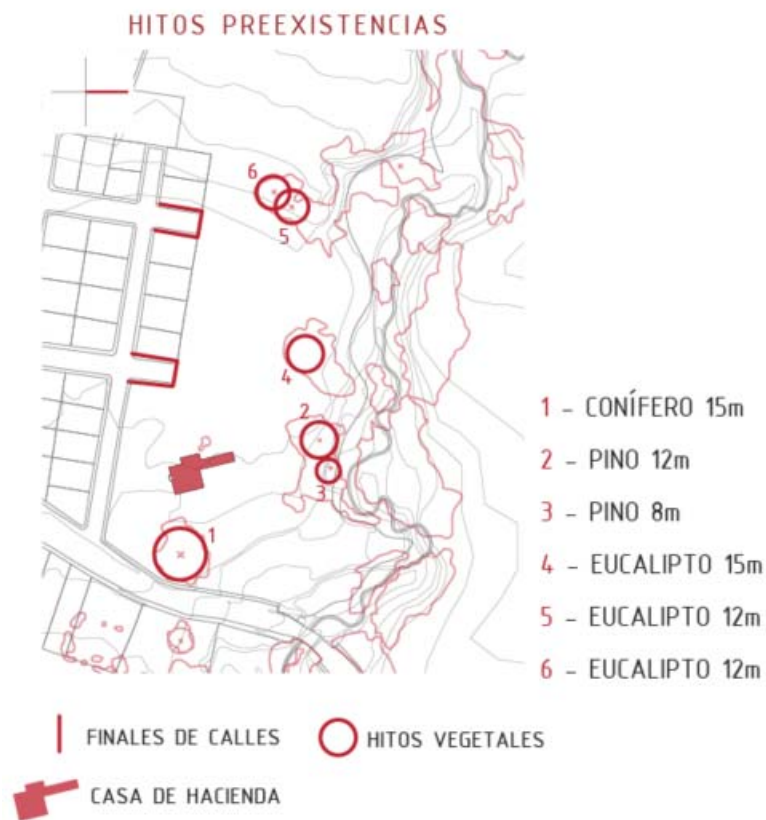 HITOS PREEXISTENCIAS
6
5
4
2
3
1
1 - CONÍFERO 15m
2 - PINO 12m
3 - PINO 8m
4 - EUCALIPTO 15m
5 - EUCALIPTO 12m
6 - EUCALIPTO 12m
FINALES DE CALLES
HITOS VEGETALES
CASA DE HACIENDA